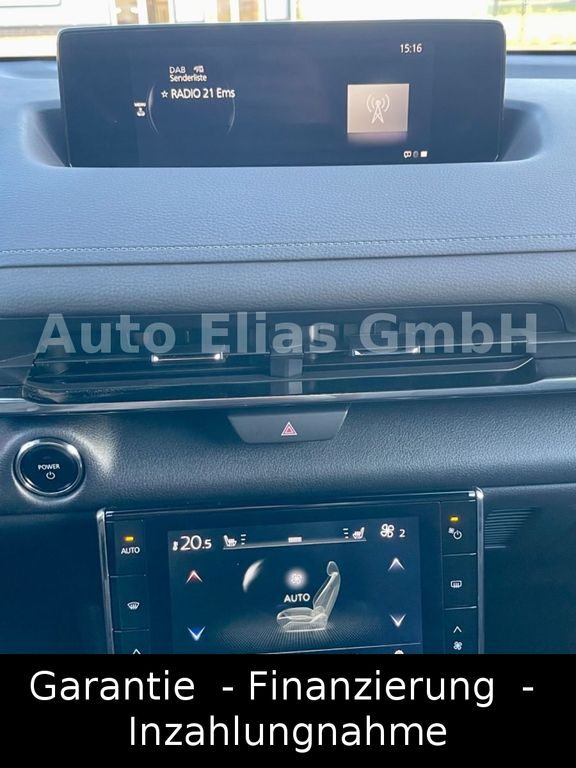 15:16
DAB
Senderliste
☆ RADIO 21 Ems
MENU
Auto Elias GmbH
POWER
AUTO
20.5
2
AUTO
Garantie - Finanzierung -
Inzahlungnahme